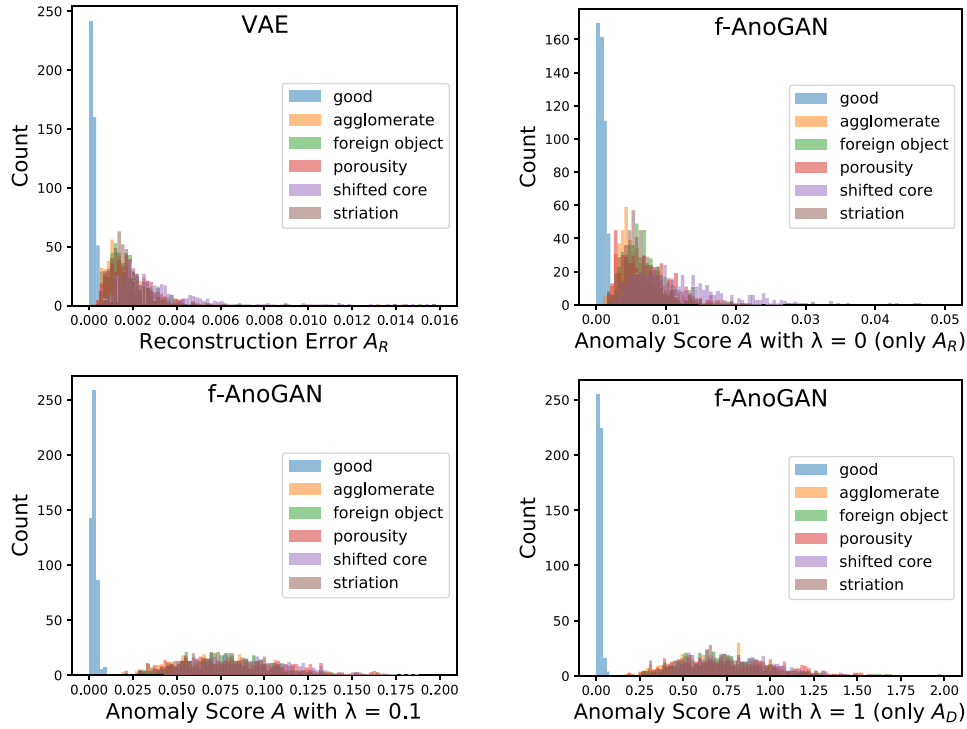 VAE
250
200
150
100
50
0
Count
good
agglomerate
foreign object
porousity
shifted core
striation
0.000 0.002 0.004 0.006 0.008 0.010 0.012 0.014 0.016
Reconstruction Error A_R
f-AnoGAN
160
140
120
100
80
60
40
20
0
Count
good
agglomerate
foreign object
porousity
shifted core
striation
0.00 0.01 0.02 0.03 0.04 0.05
Anomaly Score A with λ = 0 (only A_R)
f-AnoGAN
250
200
150
100
50
0
Count
good
agglomerate
foreign object
porousity
shifted core
striation
0.000 0.025 0.050 0.075 0.100 0.125 0.150 0.175 0.200
Anomaly Score A with λ = 0.1
f-AnoGAN
250
200
150
100
50
0
Count
good
agglomerate
foreign object
porousity
shifted core
striation
0.00 0.25 0.50 0.75 1.00 1.25 1.50 1.75 2.00
Anomaly Score A with λ = 1 (only A_D)